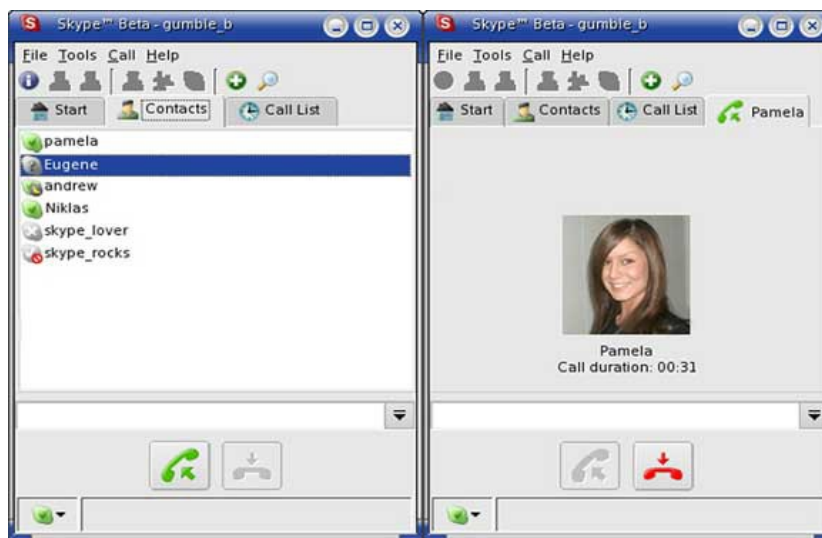 Skype™ Beta - gumble_b
File Tools Call Help
Start Contacts Call List
pamela
Eugene
andrew
Niklas
skype_lover
skype_rocks
Skype™ Beta - gumble_b
File Tools Call Help
Start Contacts Call List Pamela
Pamela
Call duration: 00:31